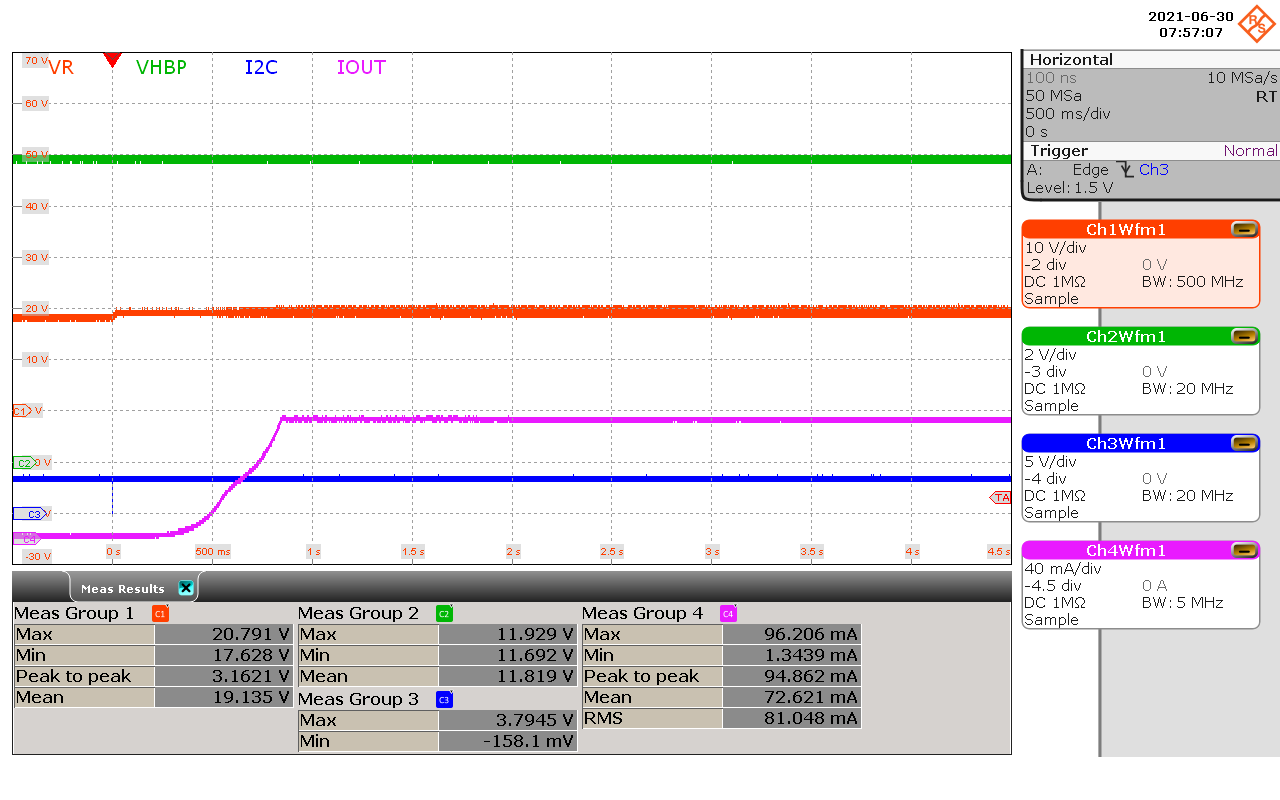 2021-06-30
07:57:07
R S
70 V VR VHBP I2C IOUT
60 V
50 V
40 V
30 V
20 V
10 V
C1 V
C2 0 V
C3 V
TA
C4
-30 V 0 s 500 ms 1 s 1.5 s 2 s 2.5 s 3 s 3.5 s 4 s 4.5 s
Horizontal
100 ns 10 MSa/s
50 MSa RT
500 ms/div
0 s
Trigger Normal
A: Edge Ch3
Level: 1.5 V
Ch1Wfm1
10 V/div
-2 div 0 V
DC 1MΩ BW: 500 MHz
Sample
Ch2Wfm1
2 V/div
-3 div 0 V
DC 1MΩ BW: 20 MHz
Sample
Ch3Wfm1
5 V/div
-4 div 0 V
DC 1MΩ BW: 20 MHz
Sample
Ch4Wfm1
40 mA/div
-4.5 div 0 A
DC 1MΩ BW: 5 MHz
Sample
Meas Results
Meas Group 1 C1
Max 20.791 V
Min 17.628 V
Peak to peak 3.1621 V
Mean 19.135 V
Meas Group 2 C2
Max 11.929 V
Min 11.692 V
Mean 11.819 V
Meas Group 3 C3
Max 3.7945 V
Min -158.1 mV
Meas Group 4 C4
Max 96.206 mA
Min 1.3439 mA
Peak to peak 94.862 mA
Mean 72.621 mA
RMS 81.048 mA